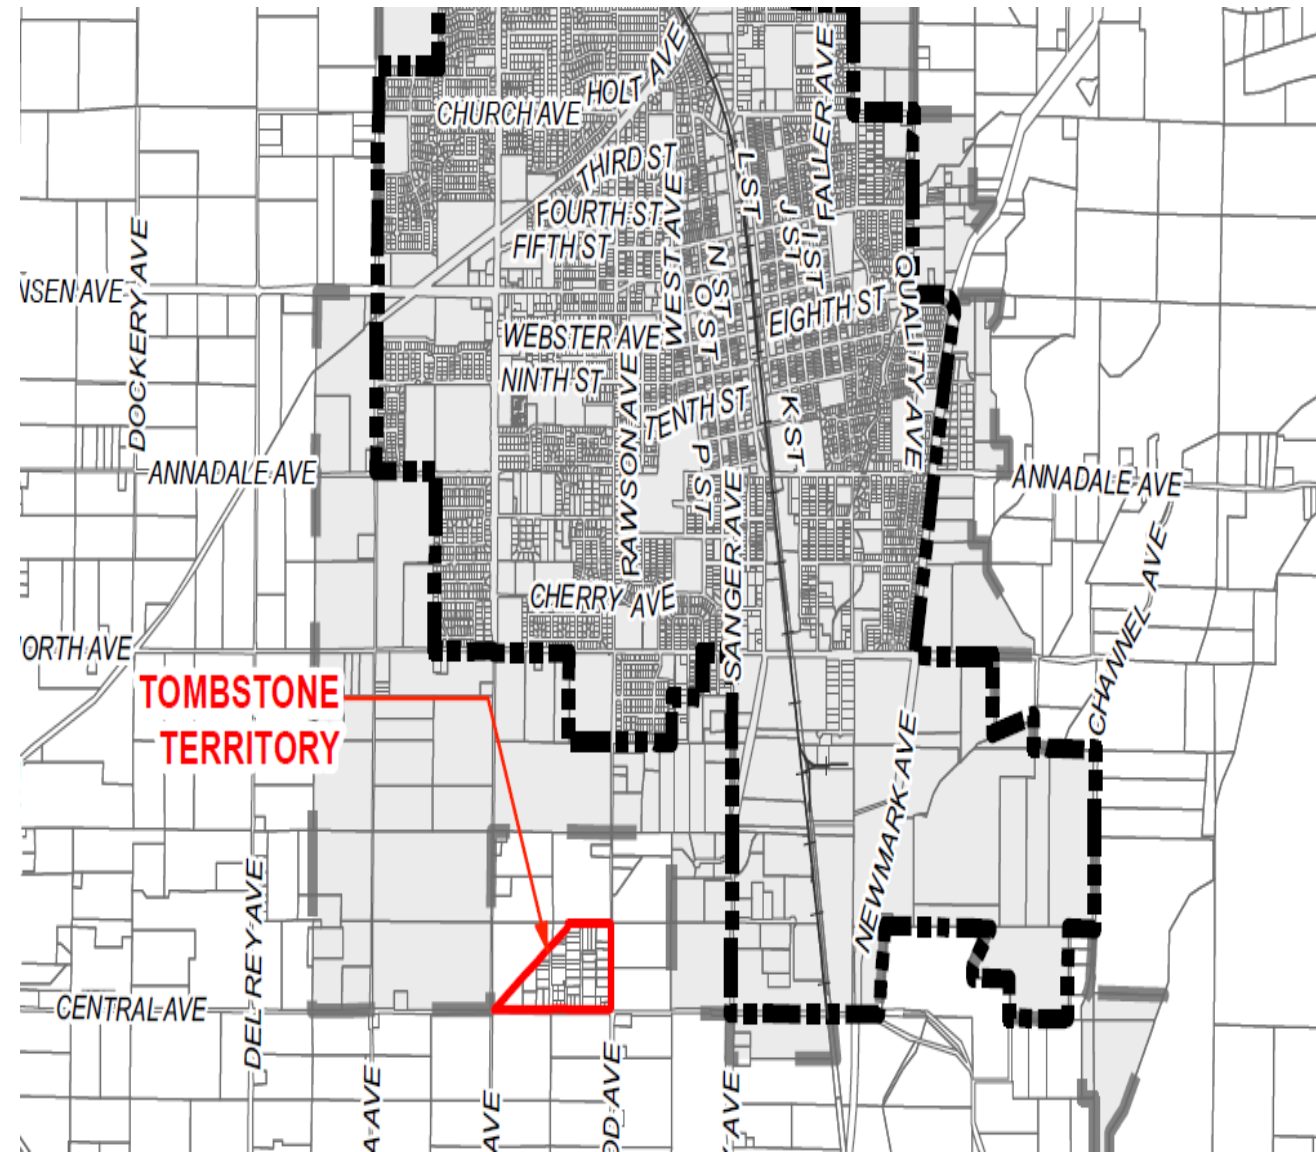 HOLT AVE
FALLER AVE
CHURCH AVE
THIRD ST
L ST
FOURTH ST
WEST AVE
J ST
I ST
FIFTH ST
DOCKERY AVE
N ST
QUALITY AVE
NSEN AVE
O ST
EIGHTH ST
WEBSTER AVE
NINTH ST
RAWSON AVE
TENTH ST
K ST
P ST
ANNADALE AVE
ANNADALE AVE
SANGER AVE
CHERRY AVE
CHANNEL AVE
ORTH AVE
TOMBSTONE
TERRITORY
NEWMARK AVE
DEL REY AVE
CENTRAL AVE
A AVE
AVE
OD AVE
AVE